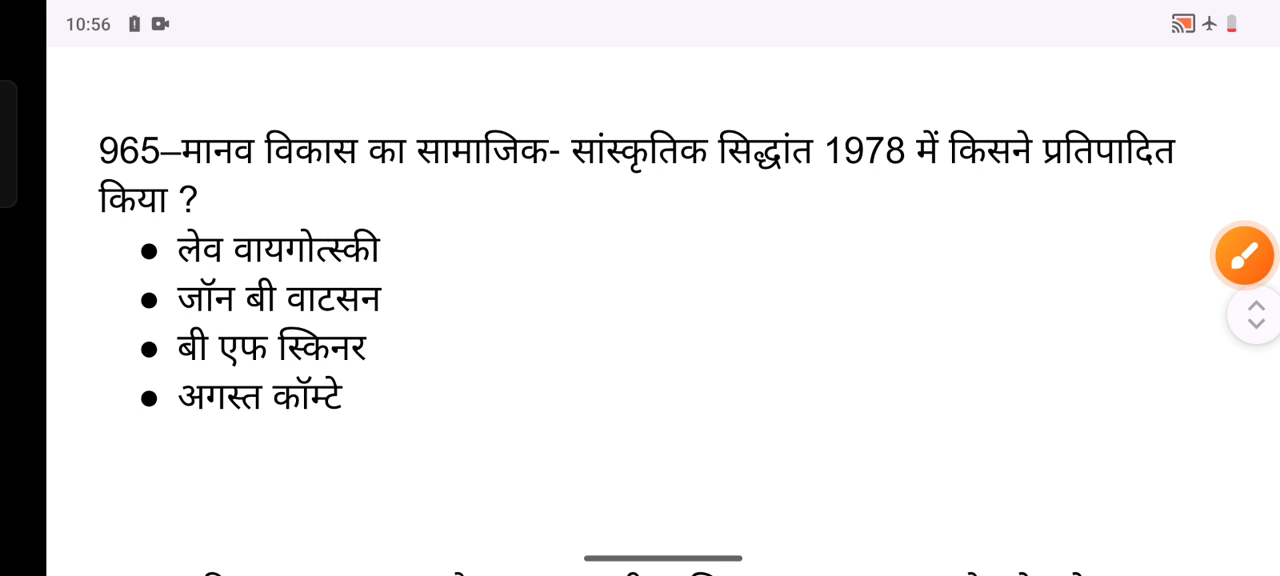 10:56
965–मानव विकास का सामाजिक- सांस्कृतिक सिद्धांत 1978 में किसने प्रतिपादित
किया ?
● लेव वायगोत्स्की
● जॉन बी वाटसन
● बी एफ स्किनर
● अगस्त कॉम्टे